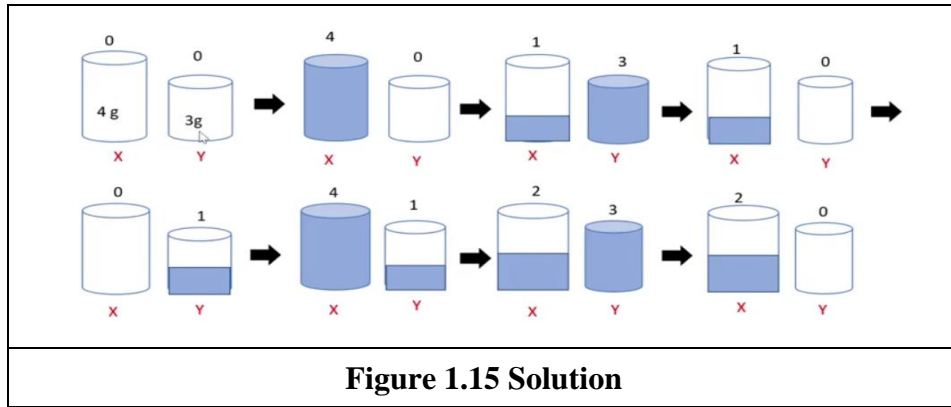 0 0 4 0 1 3 1 0
4 g 3g
X Y X Y X Y X Y
0 1 4 1 2 3 2 0
X Y X Y X Y X Y
Figure 1.15 Solution